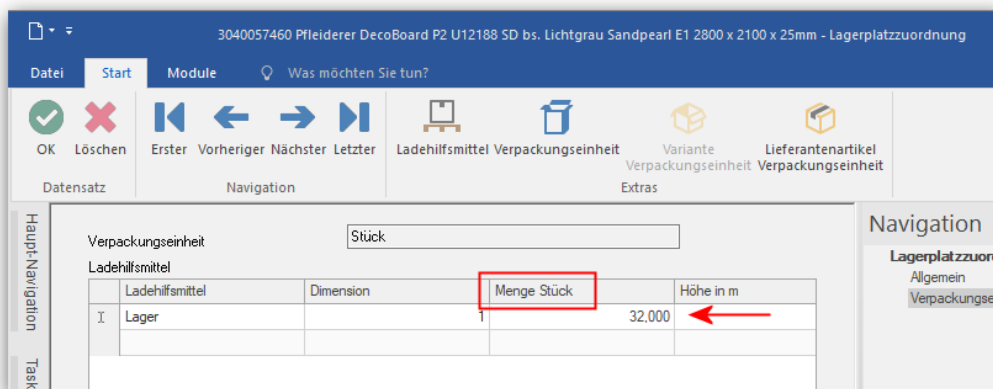 3040057460 Pfleiderer DecoBoard P2 U12188 SD bs. Lichtgrau Sandpearl E1 2800 x 2100 x 25mm - Lagerplatzzuordnung
Datei Start Module Was möchten Sie tun?
OK Löschen Erster Vorheriger Nächster Letzter Ladehilfsmittel Verpackungseinheit Variante Verpackungseinheit Lieferantenartikel Verpackungseinheit
Datensatz Navigation Extras
Haupt-Navigation
Task
Verpackungseinheit Stück
Ladehilfsmittel
Ladehilfsmittel Dimension Menge Stück Höhe in m
Lager 1 32,000
Navigation
Lagerplatzzuor
Allgemein
Verpackungse